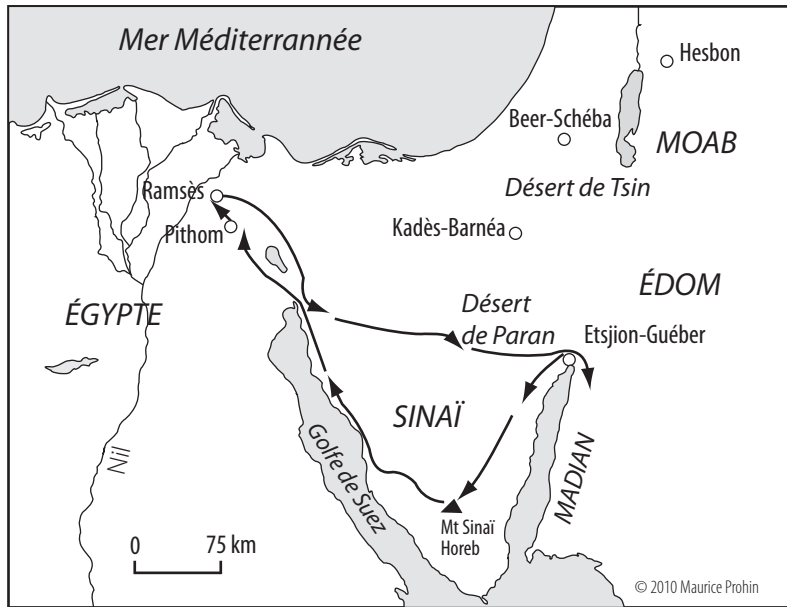 Mer Méditerrannée
Hesbon
Beer-Schéba
MOAB
Ramsès
Désert de Tsin
Pithom
Kadès-Barnéa
ÉGYPTE
Désert
de Paran
ÉDOM
Etsjion-Guéber
SINAÏ
Golfe de Suez
MADIAN
Nil
Mt Sinaï
Horeb
0 75 km
© 2010 Maurice Prohin